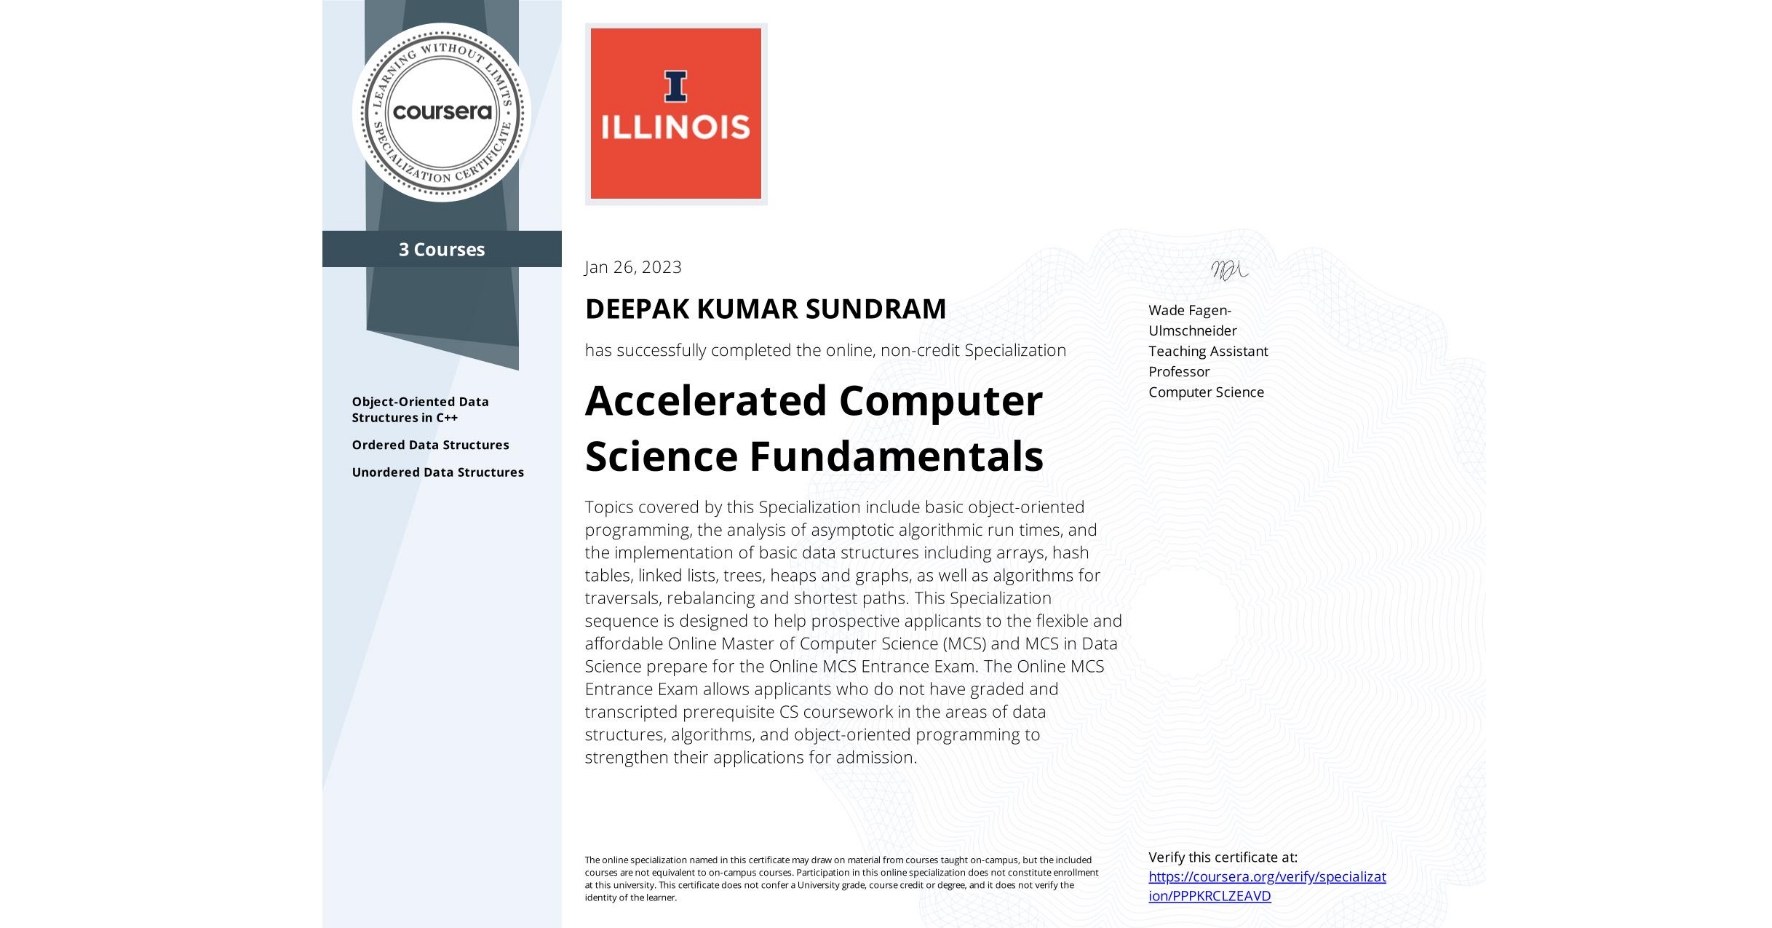 LEARNING WITHOUT LIMITS
coursera
SPECIALIZATION CERTIFICATE
3 Courses
Object-Oriented Data
Structures in C++
Ordered Data Structures
Unordered Data Structures
I
ILLINOIS
Jan 26, 2023
DEEPAK KUMAR SUNDRAM
has successfully completed the online, non-credit Specialization
Accelerated Computer
Science Fundamentals
Topics covered by this Specialization include basic object-oriented
programming, the analysis of asymptotic algorithmic run times, and
the implementation of basic data structures including arrays, hash
tables, linked lists, trees, heaps and graphs, as well as algorithms for
traversals, rebalancing and shortest paths. This Specialization
sequence is designed to help prospective applicants to the flexible and
affordable Online Master of Computer Science (MCS) and MCS in Data
Science prepare for the Online MCS Entrance Exam. The Online MCS
Entrance Exam allows applicants who do not have graded and
transcripted prerequisite CS coursework in the areas of data
structures, algorithms, and object-oriented programming to
strengthen their applications for admission.
The online specialization named in this certificate may draw on material from courses taught on-campus, but the included
courses are not equivalent to on-campus courses. Participation in this online specialization does not constitute enrollment
at this university. This certificate does not confer a University grade, course credit or degree, and it does not verify the
identity of the learner.
Wade Fagen-
Ulmschneider
Teaching Assistant
Professor
Computer Science
Verify this certificate at:
https://coursera.org/verify/specializat
ion/PPPKRCLZEAVD